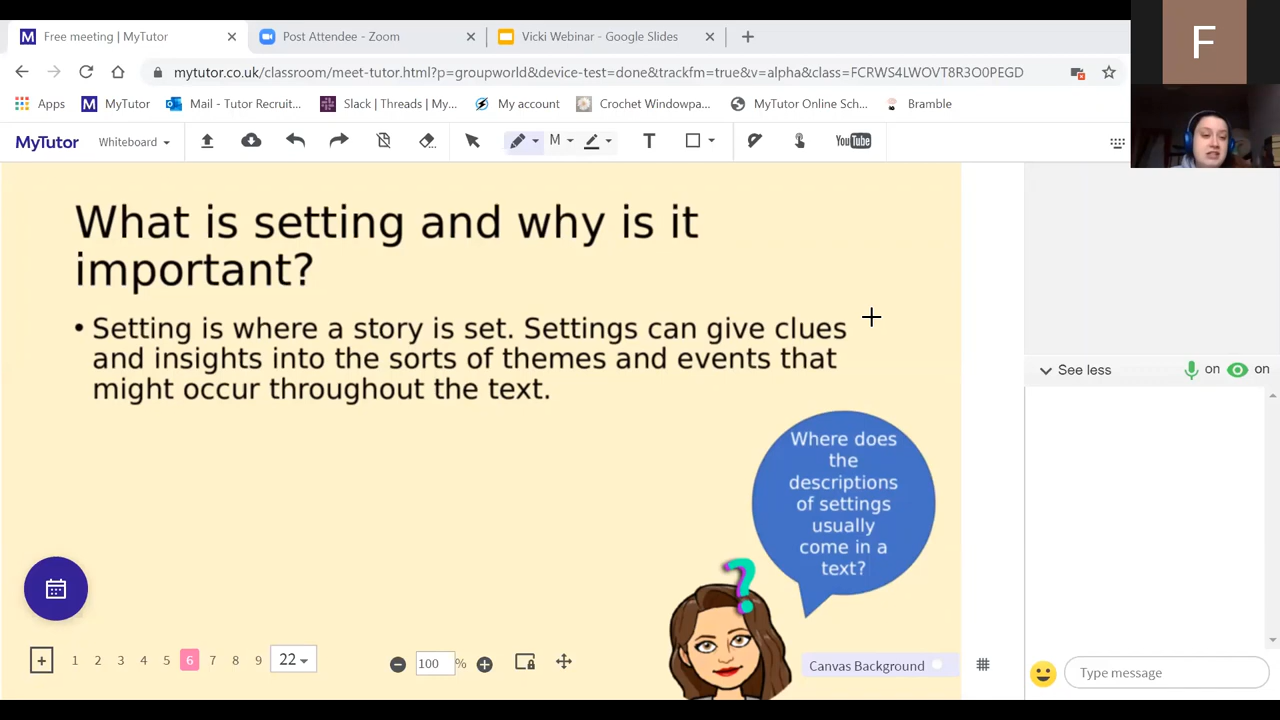 Free meeting | MyTutor
Post Attendee - Zoom
Vicki Webinar - Google Slides
F
mytutor.co.uk/classroom/meet-tutor.html?p=groupworld&device-test=done&trackfm=true&v=alpha&class=FCRWS4LWOVT8R3O0PEGD
Apps
MyTutor
Mail - Tutor Recruit...
Slack | Threads | My...
My account
Crochet Windowpa...
MyTutor Online Sch...
Bramble
MyTutor
Whiteboard
M
T
YouTube
What is setting and why is it
important?
• Setting is where a story is set. Settings can give clues
and insights into the sorts of themes and events that
might occur throughout the text.
See less
on
on
Where does
the
descriptions
of settings
usually
come in a
text?
?
1 2 3 4 5 6 7 8 9 22
100 %
Canvas Background
Type message